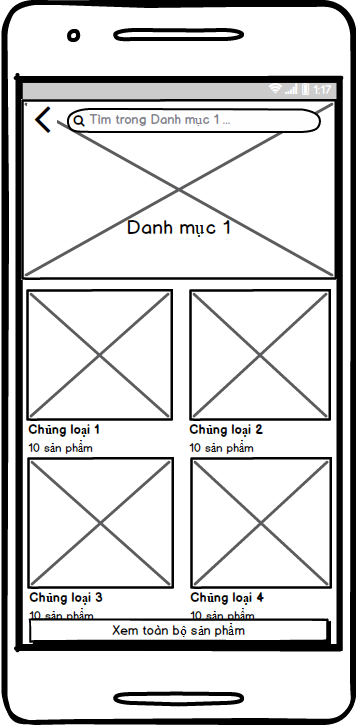 1:17
Tìm trong Danh mục 1 ...
Danh mục 1
Chủng loại 1
Chủng loại 2
10 sản phẩm
10 sản phẩm
Chủng loại 3
Chủng loại 4
10 sản phẩm
10 sản phẩm
Xem toàn bộ sản phẩm